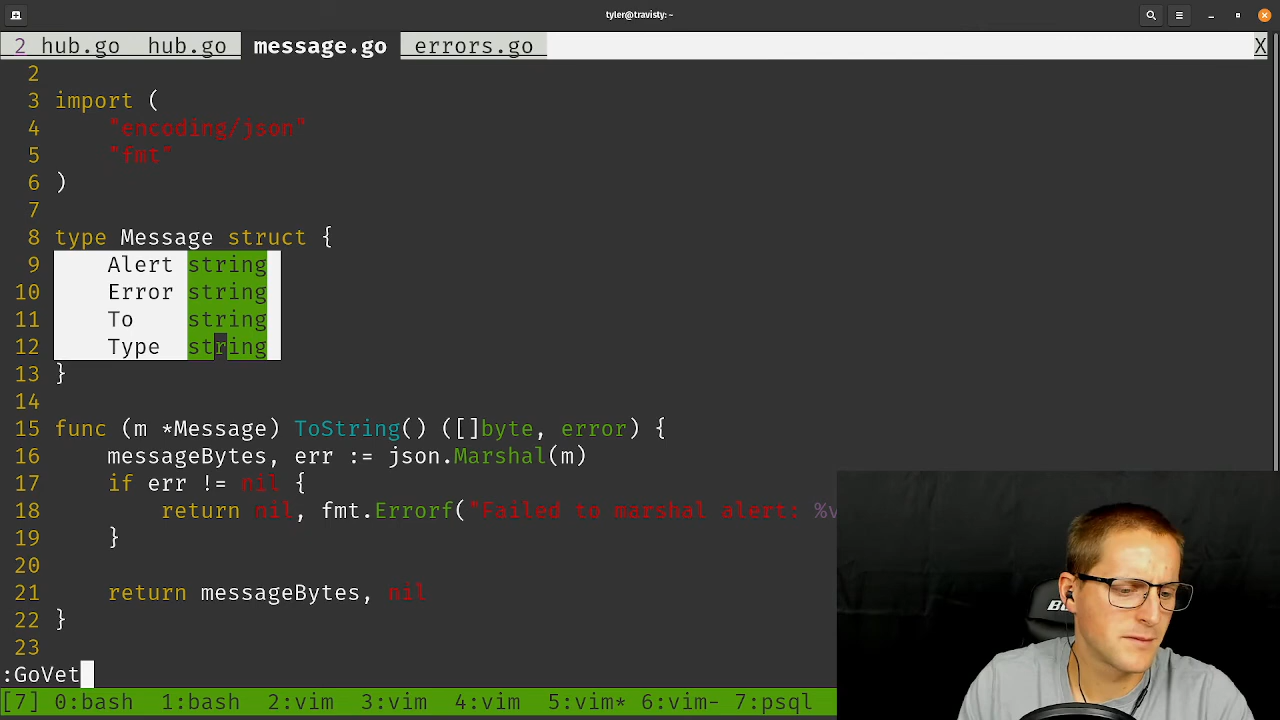 tyler@travisty: ~
2 hub.go hub.go message.go errors.go X
2
3 import (
4 "encoding/json"
5 "fmt"
6 )
7
8 type Message struct {
9 Alert string
10 Error string
11 To string
12 Type string
13 }
14
15 func (m *Message) ToString() ([]byte, error) {
16 messageBytes, err := json.Marshal(m)
17 if err != nil {
18 return nil, fmt.Errorf("Failed to marshal alert: %v
19 }
20
21 return messageBytes, nil
22 }
23
:GoVet
[7] 0:bash 1:bash 2:vim 3:vim 4:vim 5:vim* 6:vim- 7:psql